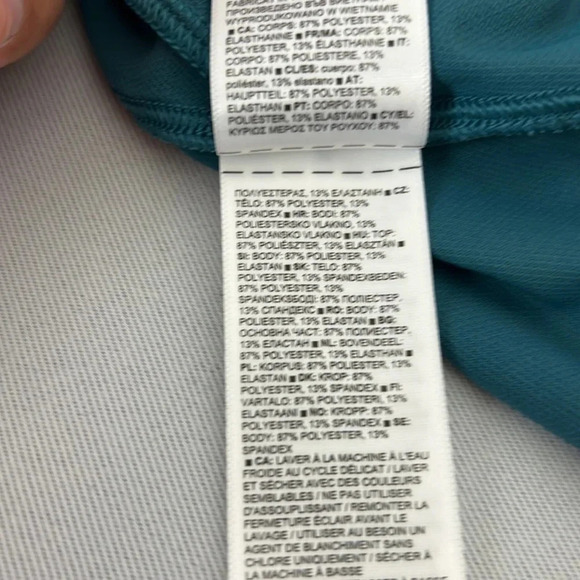 WYPRODUKOWANO W WIETNAMIE
■ CA: CORPS: 87% POLYESTER, 13%
ÉLASTHANNE ■ FR/MA: CORPS: 87%
POLYESTER, 13% ÉLASTHANNE ■ IT:
CORPO: 87% POLIESTERE, 13%
ELASTAN ■ CL/ES: cuerpo: 87%
poliéster, 13% elastano ■ AT:
HAUPTTEIL: 87% POLYESTER, 13%
ELASTHAN ■ PT: CORPO: 87%
POLIÉSTER, 13% ELASTANO ■ CY/EL:
ΚΥΡΙΟΣ ΜΕΡΟΣ ΤΟΥ ΡΟΥΧΟΥ: 87%
ΠΟΛΥΕΣΤΕΡΑΣ, 13% ΕΛΑΣΤΑΝΗ ■ CZ:
TĚLO: 87% POLYESTER, 13%
SPANDEX ■ HR: BODI: 87%
POLIESTERSKO VLAKNO, 13%
ELASTANSKO VLAKNO ■ HU: TOP:
87% POLIÉSZTER, 13% ELASZTÁN ■
SI: BODY: 87% POLIESTER, 13%
ELASTAN ■ SK: TELO: 87%
POLYESTER, 13% SPANDEXBEDEN:
87% POLYESTER, 13%
SPANDEKSБОДІ: 87% ПОЛІЕСТЕР,
13% СПАНДЕКС ■ RO: BODY: 87%
POLIESTER, 13% ELASTAN ■ BG:
ОСНОВНА ЧАСТ: 87% ПОЛИЕСТЕР,
13% ЕЛАСТАН ■ NL: BOVENDEEL:
87% POLYESTER, 13% ELASTHAN ■
PL: KORPUS: 87% POLIESTER, 13%
ELASTAN ■ DK: KROP: 87%
POLYESTER, 13% SPANDEX ■ FI:
VARTALO: 87% POLYESTERI, 13%
ELASTAANI ■ NO: KROPP: 87%
POLYESTER, 13% SPANDEX ■ SE:
BODY: 87% POLYESTER, 13%
SPANDEX
■ CA: LAVER À LA MACHINE À L'EAU
FROIDE AU CYCLE DÉLICAT / LAVER
ET SÉCHER AVEC DES COULEURS
SEMBLABLES / NE PAS UTILISER
D'ASSOUPLISSANT / REMONTER LA
FERMETURE ÉCLAIR AVANT LE
LAVAGE / UTILISER AU BESOIN UN
AGENT DE BLANCHIMENT SANS
CHLORE UNIQUEMENT / SÉCHER À
LA MACHINE À BASSE